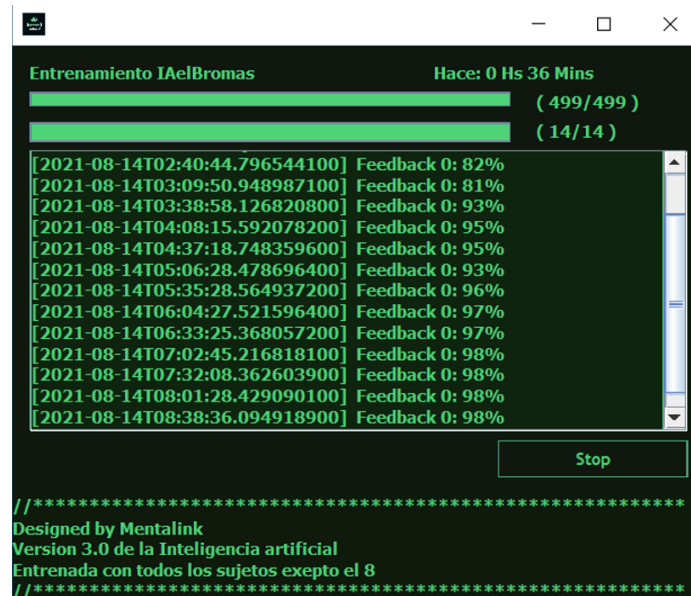 Entrenamiento IAelBromas Hace: 0 Hs 36 Mins
( 499/499 )
( 14/14 )
[2021-08-14T02:40:44.796544100] Feedback 0: 82%
[2021-08-14T03:09:50.948987100] Feedback 0: 81%
[2021-08-14T03:38:58.126820800] Feedback 0: 93%
[2021-08-14T04:08:15.592078200] Feedback 0: 95%
[2021-08-14T04:37:18.748359600] Feedback 0: 95%
[2021-08-14T05:06:28.478696400] Feedback 0: 93%
[2021-08-14T05:35:28.564937200] Feedback 0: 96%
[2021-08-14T06:04:27.521596400] Feedback 0: 97%
[2021-08-14T06:33:25.368057200] Feedback 0: 97%
[2021-08-14T07:02:45.216818100] Feedback 0: 98%
[2021-08-14T07:32:08.362603900] Feedback 0: 98%
[2021-08-14T08:01:28.429090100] Feedback 0: 98%
[2021-08-14T08:38:36.094918900] Feedback 0: 98%
Stop
//**********************************************************
Designed by Mentalink
Version 3.0 de la Inteligencia artificial
Entrenada con todos los sujetos exepto el 8
//**********************************************************